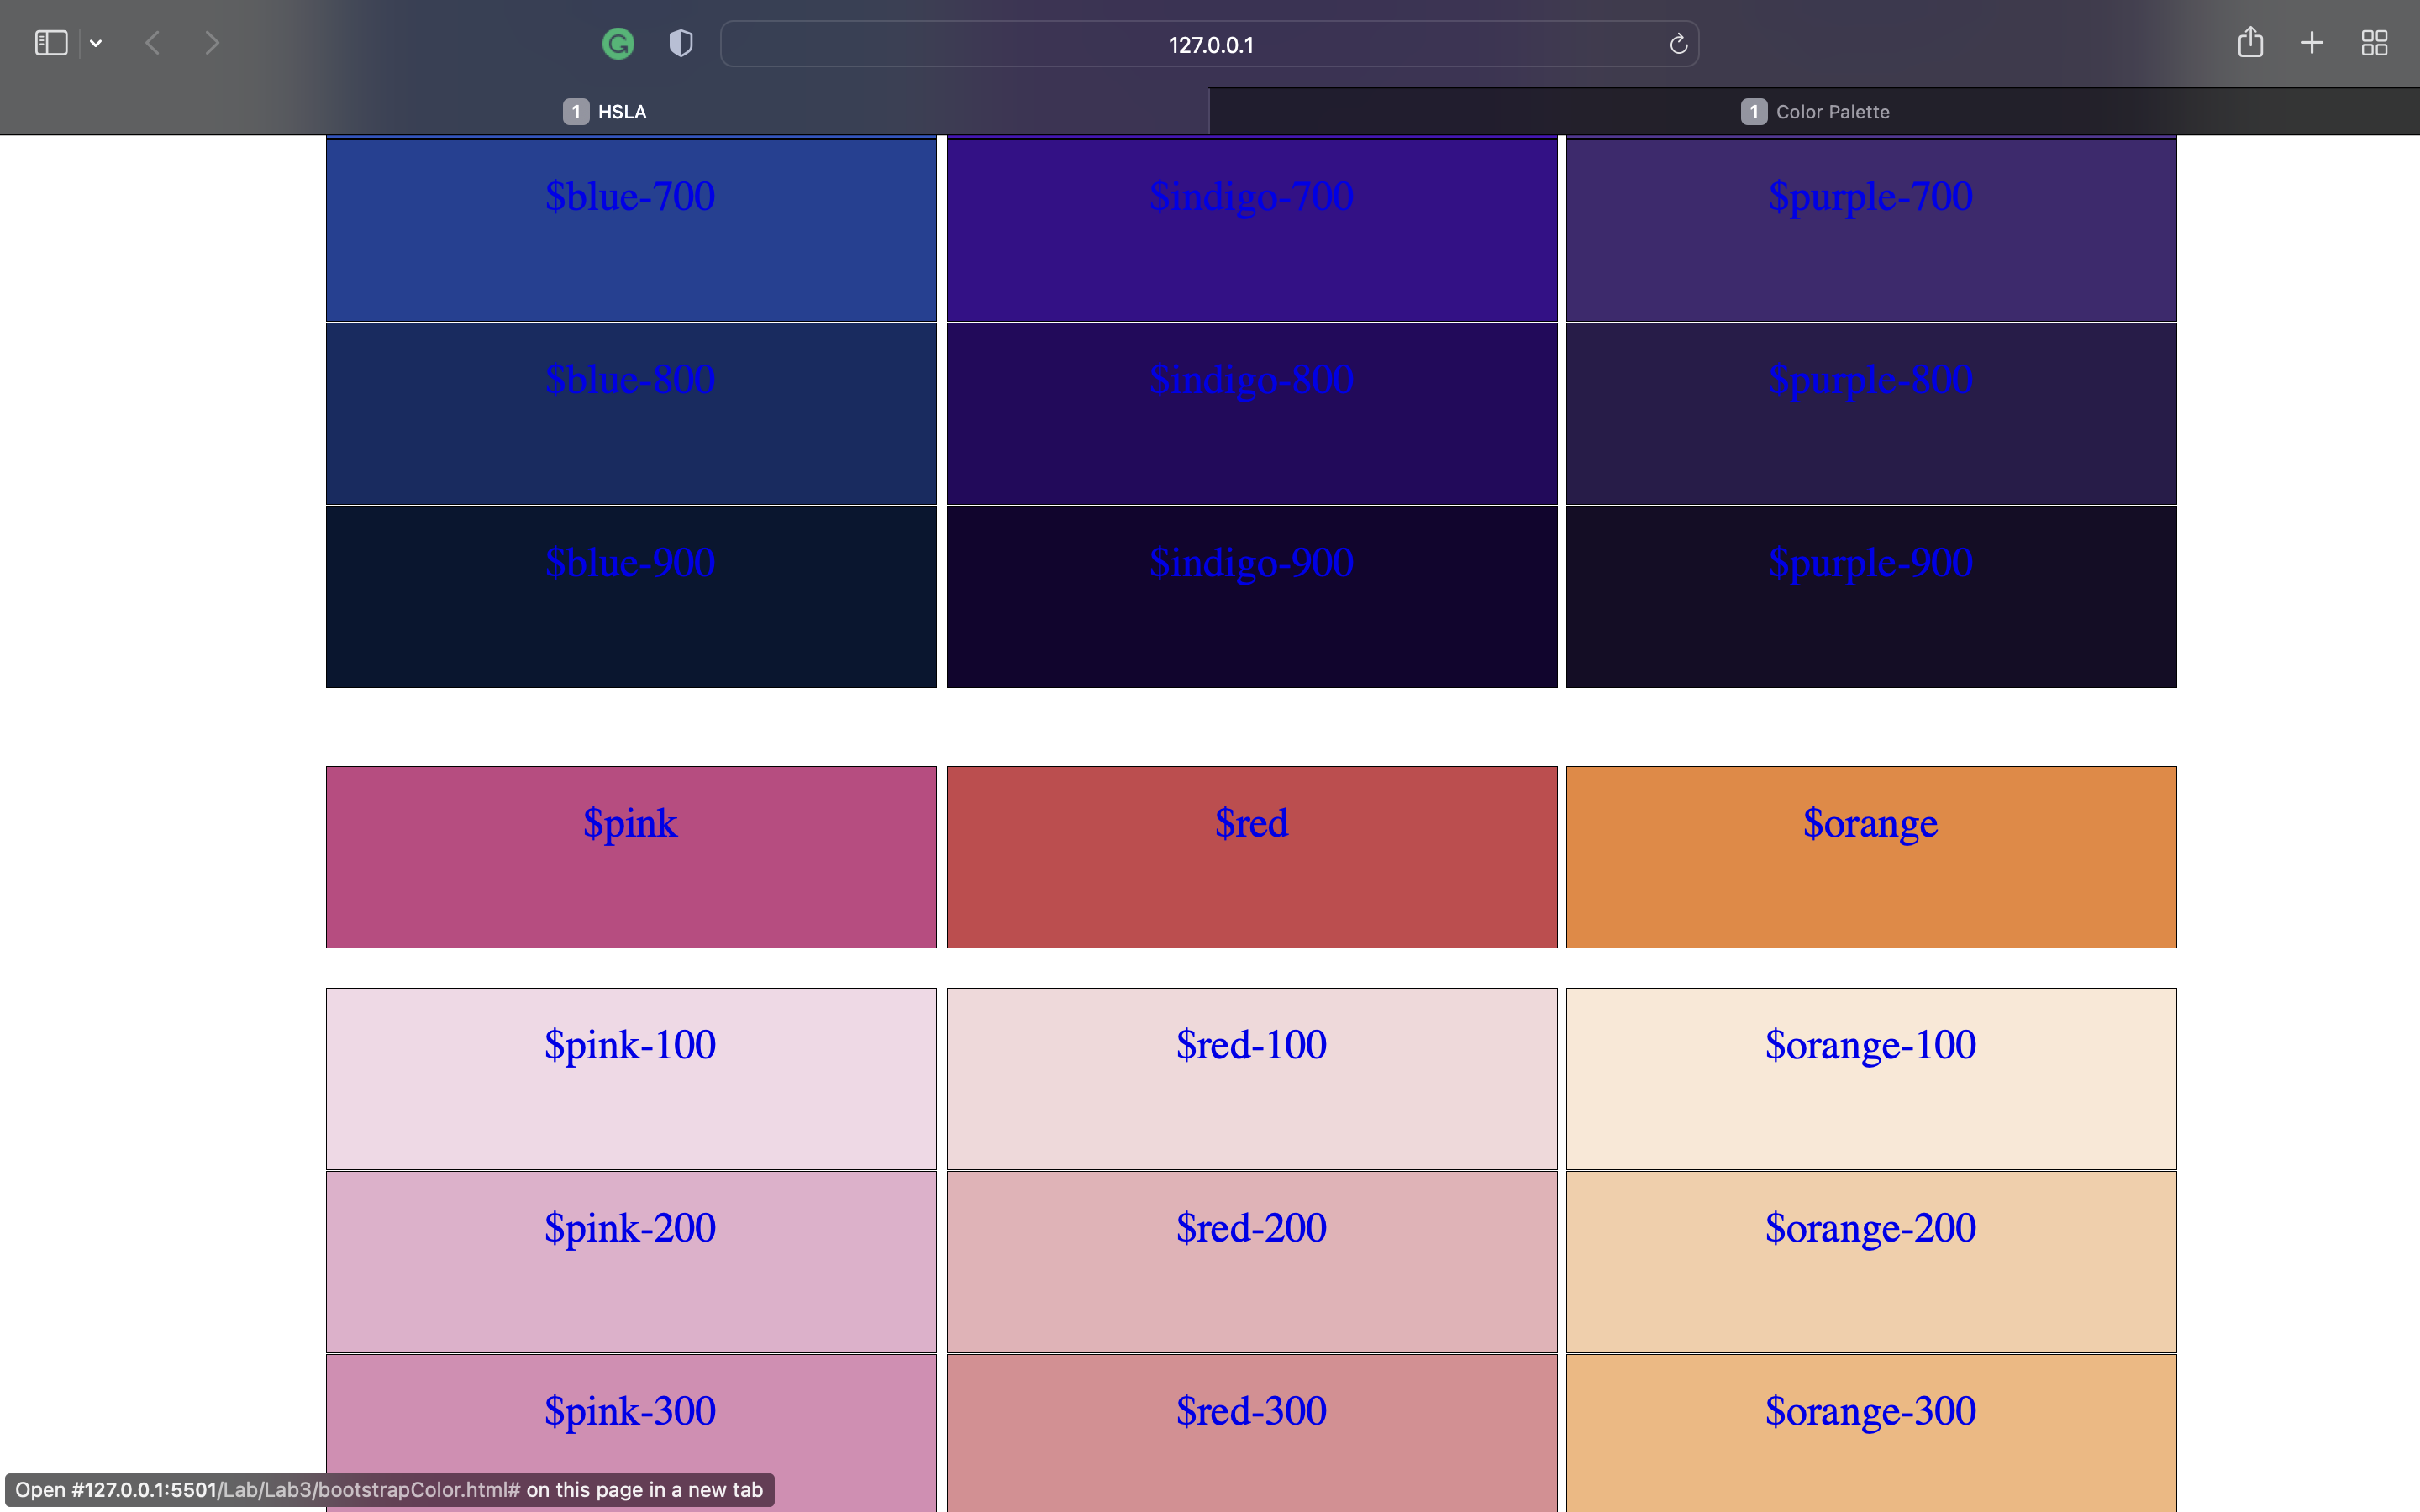 127.0.0.1
1 HSLA
1 Color Palette
$blue-700 $indigo-700 $purple-700
$blue-800 $indigo-800 $purple-800
$blue-900 $indigo-900 $purple-900
$pink $red $orange
$pink-100 $red-100 $orange-100
$pink-200 $red-200 $orange-200
$pink-300 $red-300 $orange-300
Open #127.0.0.1:5501/Lab/Lab3/bootstrapColor.html# on this page in a new tab